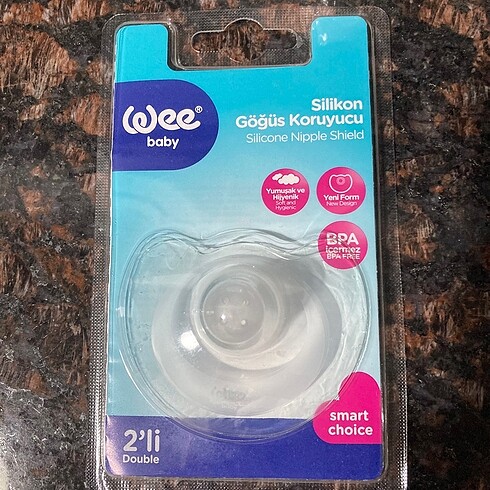 wee®
baby
Silikon
Göğüs Koruyucu
Silicone Nipple Shield
Yumuşak ve
Hijyenik
Soft and
Hygienic
Yeni Form
New Design
BPA
içermez
BPA FREE
wee
smart
choice
2'li
Double